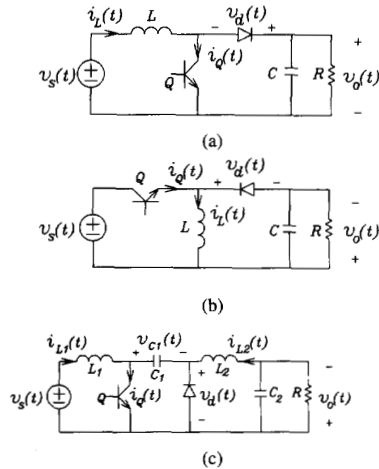 i_L(t) L - v_d(t) +
i_Q(t)
v_s(t) Q C R v_o(t)
+
-
(a)
Q i_Q(t) + v_d(t) -
v_s(t) L i_L(t) C R v_o(t)
-
+
(b)
i_L1(t) v_C1(t) i_L2(t)
L_1 + C_1 - L_2
v_s(t) Q i_Q(t) + v_d(t) - C_2 R v_o(t)
-
+
(c)